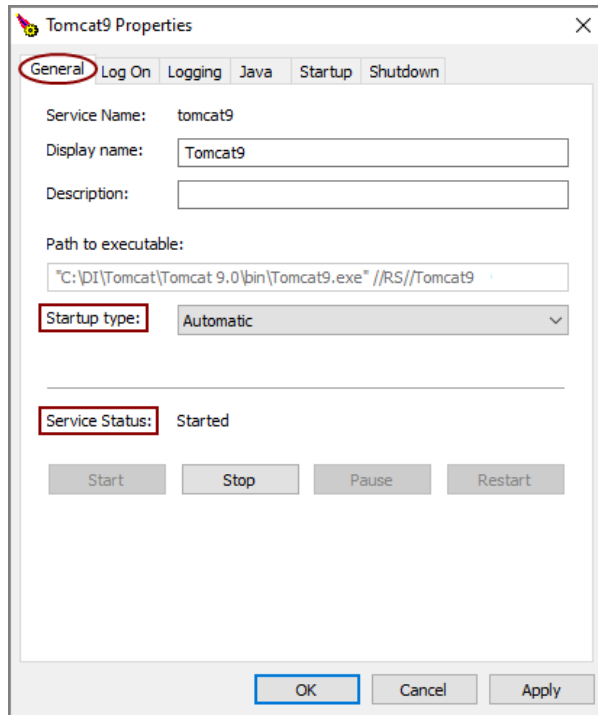 Tomcat9 Properties
General Log On Logging Java Startup Shutdown
Service Name: tomcat9
Display name: Tomcat9
Description:
Path to executable:
"C:\DI\Tomcat\Tomcat 9.0\bin\Tomcat9.exe" //RS//Tomcat9
Startup type: Automatic
Service Status: Started
Start Stop Pause Restart
OK Cancel Apply